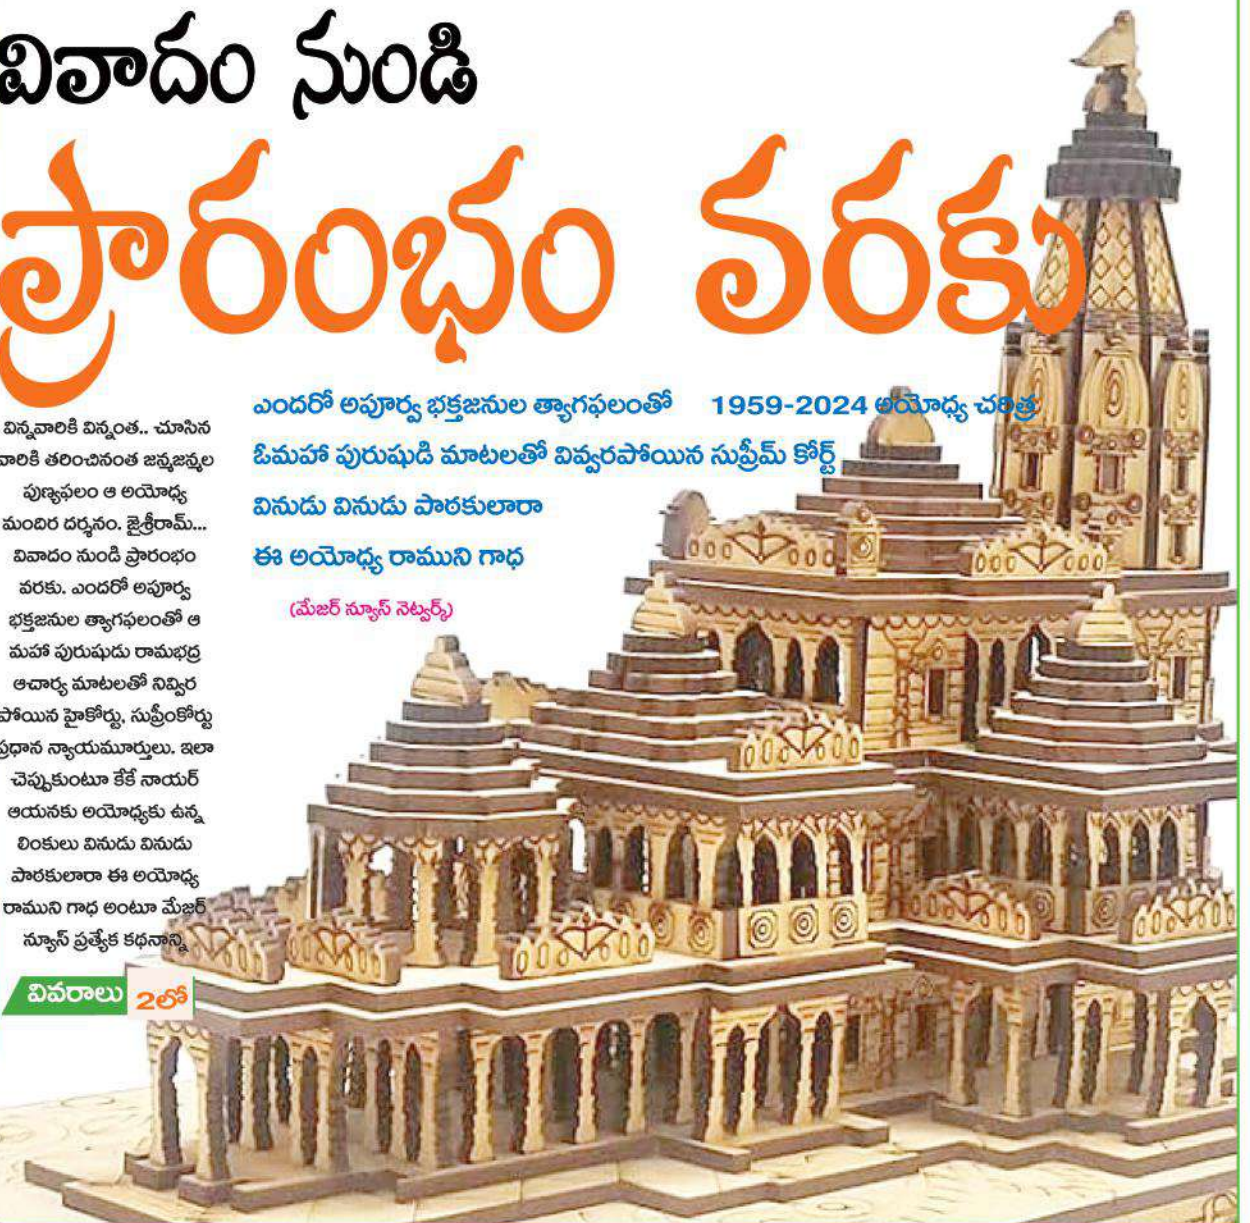 వివాదం నుండి
ప్రారంభం వరకు
ఎందరో అపూర్వ భక్తజనుల త్యాగఫలంతో 1959-2024 అయోధ్య చరిత్ర
ఓమహా పురుషుడి మాటలతో వివ్వరపోయిన సుప్రీమ్ కోర్ట్
వినుడు వినుడు పాఠకులారా
ఈ అయోధ్య రాముని గాధ
(మేజర్ న్యూస్ నెట్వర్క్)
విన్నవారికి విన్నంత.. చూసిన
వారికి తరించినంత జన్మజన్మల
పుణ్యఫలం ఆ అయోధ్య
మందిర దర్శనం. జైశ్రీరామ్...
వివాదం నుండి ప్రారంభం
వరకు. ఎందరో అపూర్వ
భక్తజనుల త్యాగఫలంతో ఆ
మహా పురుషుడు రామభద్ర
ఆచార్య మాటలతో నివ్విర
పోయిన హైకోర్టు, సుప్రీంకోర్టు
ప్రధాన న్యాయమూర్తులు. ఇలా
చెప్పుకుంటూ కేకే నాయర్
ఆయనకు అయోధ్యకు ఉన్న
లింకులు వినుడు వినుడు
పాఠకులారా ఈ అయోధ్య
రాముని గాధ అంటూ మేజర్
న్యూస్ ప్రత్యేక కథనాన్ని
వివరాలు 2లో